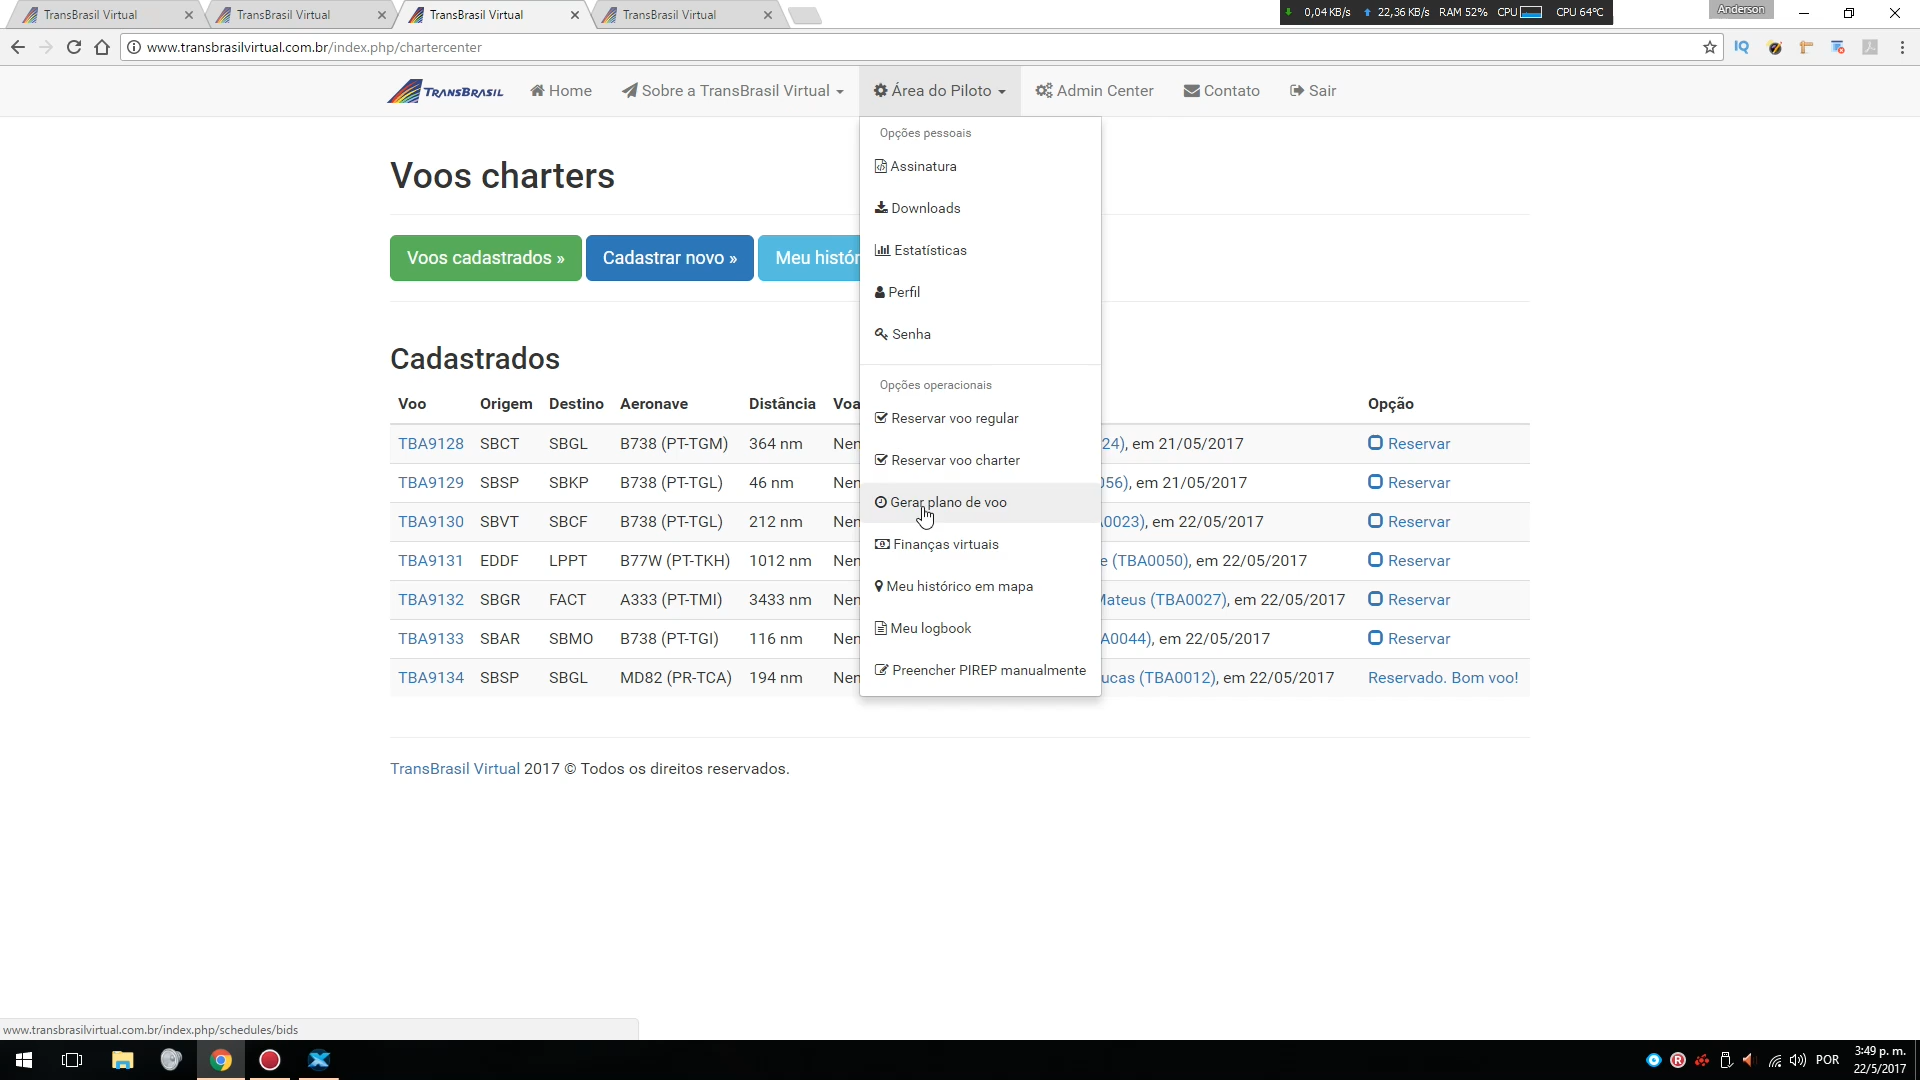 TransBrasil Virtual
TransBrasil Virtual
TransBrasil Virtual
TransBrasil Virtual
0,04 KB/s 22,36 KB/s RAM 52% CPU CPU 64°C
Anderson
www.transbrasilvirtual.com.br/index.php/chartercenter
IQ
TRANSBRASIL
Home
Sobre a TransBrasil Virtual
Área do Piloto
Admin Center
Contato
Sair
Opções pessoais
Assinatura
Downloads
Estatísticas
Perfil
Senha
Opções operacionais
Reservar voo regular
Reservar voo charter
Gerar plano de voo
Finanças virtuais
Meu histórico em mapa
Meu logbook
Preencher PIREP manualmente
Voos charters
Voos cadastrados »
Cadastrar novo »
Meu histór
Cadastrados
Voo Origem Destino Aeronave Distância Voa Opção
TBA9128 SBCT SBGL B738 (PT-TGM) 364 nm Nen 24), em 21/05/2017 Reservar
TBA9129 SBSP SBKP B738 (PT-TGL) 46 nm Nen 056), em 21/05/2017 Reservar
TBA9130 SBVT SBCF B738 (PT-TGL) 212 nm Nen A0023), em 22/05/2017 Reservar
TBA9131 EDDF LPPT B77W (PT-TKH) 1012 nm Nen e (TBA0050), em 22/05/2017 Reservar
TBA9132 SBGR FACT A333 (PT-TMI) 3433 nm Nen Mateus (TBA0027), em 22/05/2017 Reservar
TBA9133 SBAR SBMO B738 (PT-TGI) 116 nm Nen A0044), em 22/05/2017 Reservar
TBA9134 SBSP SBGL MD82 (PR-TCA) 194 nm Nen ucas (TBA0012), em 22/05/2017 Reservado. Bom voo!
TransBrasil Virtual 2017 © Todos os direitos reservados.
www.transbrasilvirtual.com.br/index.php/schedules/bids
POR
3:49 p. m.
22/5/2017